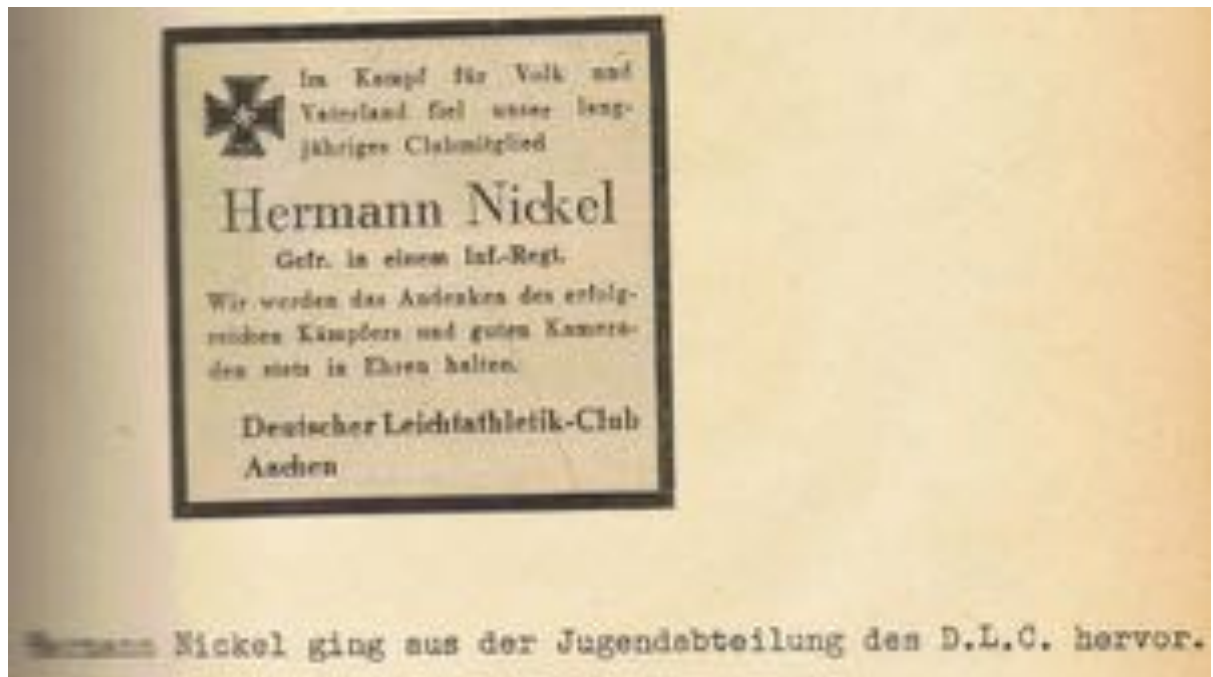 Im Kampf für Volk und
Vaterland fiel unser lang-
jähriges Clubmitglied
Hermann Nickel
Gefr. in einem Inf.-Regt.
Wir werden das Andenken des erfolg-
reichen Kämpfers und guten Kamera-
den stets in Ehren halten.
Deutscher Leichtathletik-Club
Aachen
Hermann Nickel ging aus der Jugendabteilung des D.L.C. hervor.